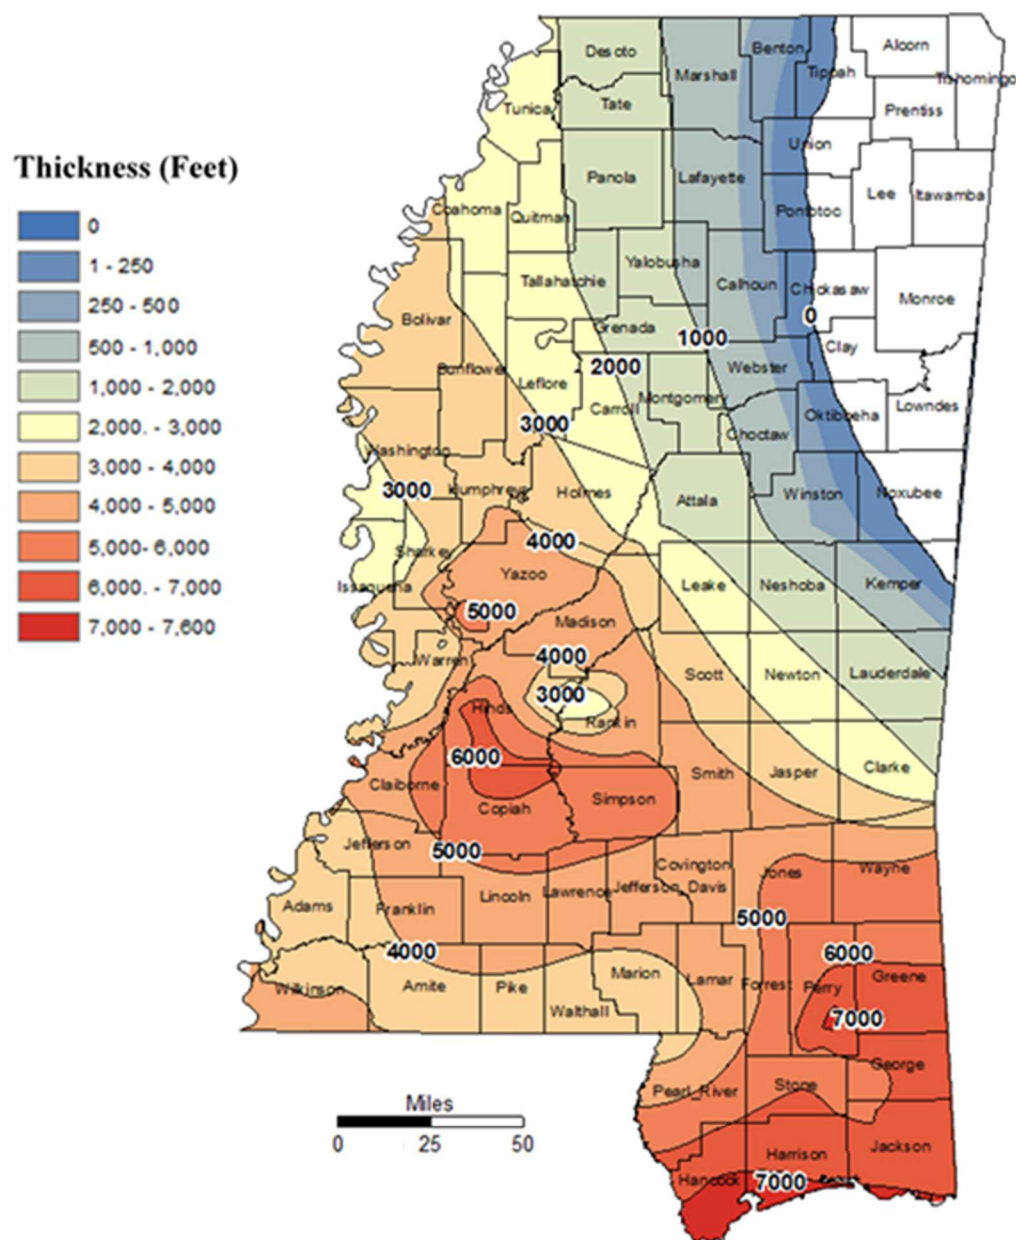 Thickness (Feet)
0
1 - 250
250 - 500
500 - 1,000
1,000 - 2,000
2,000. - 3,000
3,000 - 4,000
4,000 - 5,000
5,000- 6,000
6,000. - 7,000
7,000 - 7,600
Desoto
Marshall
Benton
Tippah
Alcorn
Tishomingo
Tunica
Tate
Prentiss
Union
Panola
Lafayette
Pontotoc
Lee
Itawamba
Coahoma
Quitman
Yalobusha
Tallahatchie
Calhoun
Chickasaw
Monroe
Bolivar
Grenada
1000
0
Clay
Sunflower
Leflore
2000
Webster
Carroll
Montgomery
Oktibbeha
Lowndes
3000
Choctaw
Washington
3000
Humphreys
Holmes
Attala
Winston
Noxubee
Sharkey
4000
Issaquena
Yazoo
Leake
Neshoba
Kemper
5000
Madison
Warren
4000
Scott
Newton
Lauderdale
3000
Hinds
Rankin
6000
Claiborne
Smith
Jasper
Clarke
Copiah
Simpson
Jefferson
5000
Covington
Jones
Wayne
Lincoln
Lawrence
Jefferson_Davis
Adams
Franklin
5000
4000
6000
Wilkinson
Amite
Pike
Marion
Lamar
Forrest
Perry
Greene
Walthall
7000
George
Pearl_River
Stone
Miles
0 25 50
Harrison
Jackson
Hancock
7000